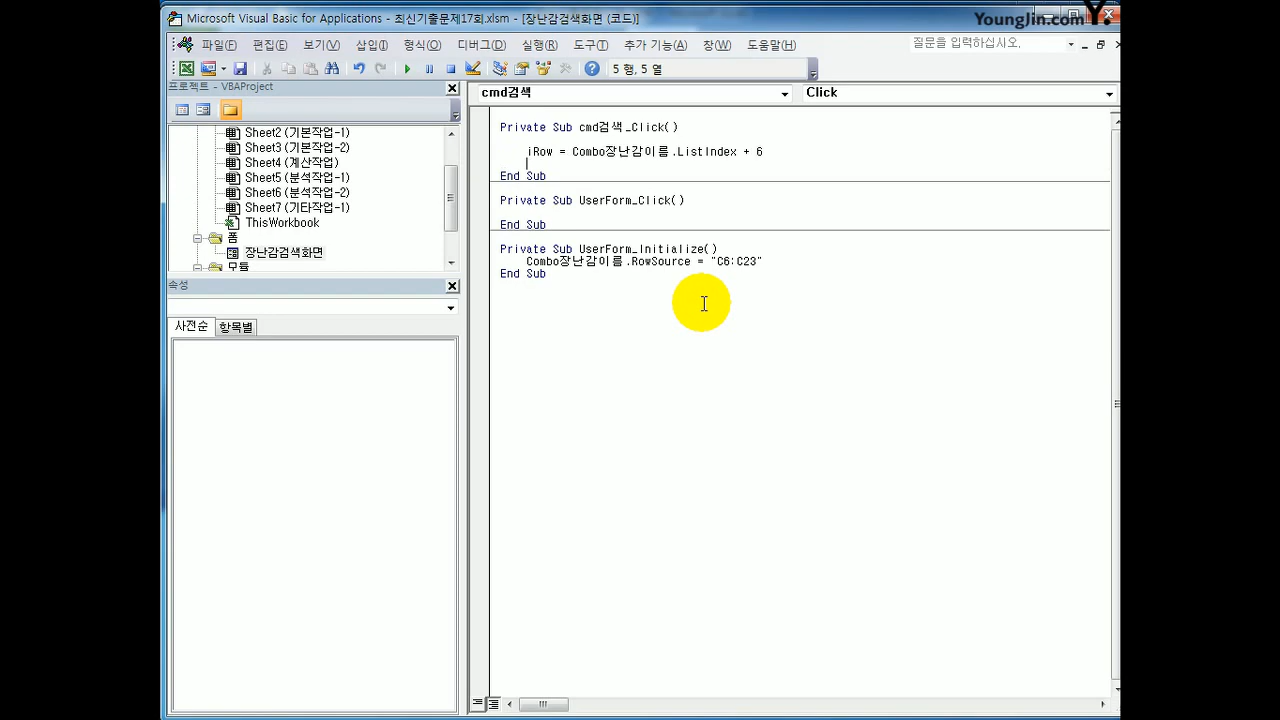 Microsoft Visual Basic for Applications - 최신기출문제17회.xlsm - [장난감검색화면 (코드)]
YoungJin.com Y.
파일(F) 편집(E) 보기(V) 삽입(I) 형식(O) 디버그(D) 실행(R) 도구(T) 추가 기능(A) 창(W) 도움말(H)
질문을 입력하십시오.
5 행, 5 열
프로젝트 - VBAProject
Sheet2 (기본작업-1)
Sheet3 (기본작업-2)
Sheet4 (계산작업)
Sheet5 (분석작업-1)
Sheet6 (분석작업-2)
Sheet7 (기타작업-1)
ThisWorkbook
폼
장난감검색화면
모듈
속성
사전순 항목별
cmd검색 Click
Private Sub cmd검색_Click()
iRow = Combo장난감이름.ListIndex + 6
End Sub
Private Sub UserForm_Click()
End Sub
Private Sub UserForm_Initialize()
Combo장난감이름.RowSource = "C6:C23"
End Sub